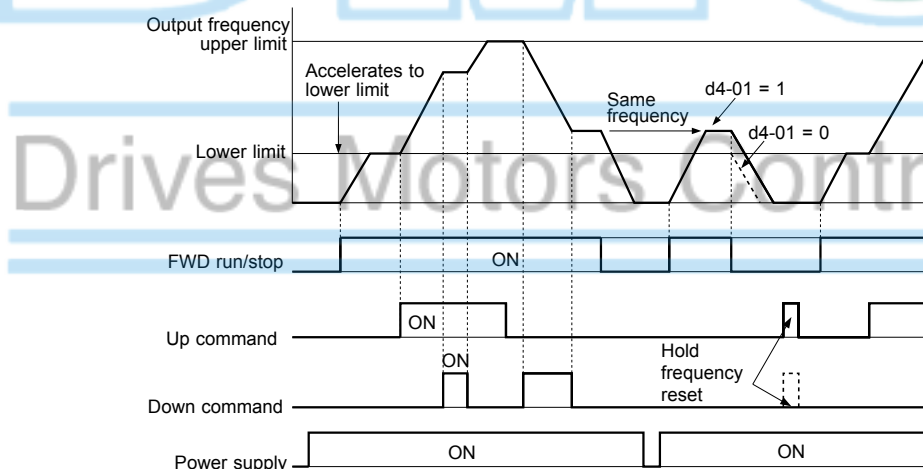 Output frequency
upper limit
Accelerates to
lower limit
Same
frequency
d4-01 = 1
d4-01 = 0
Lower limit
Drives Motors Contr
FWD run/stop
ON
Up command
ON
ON
Hold
frequency
reset
Down command
Power supply
ON
ON